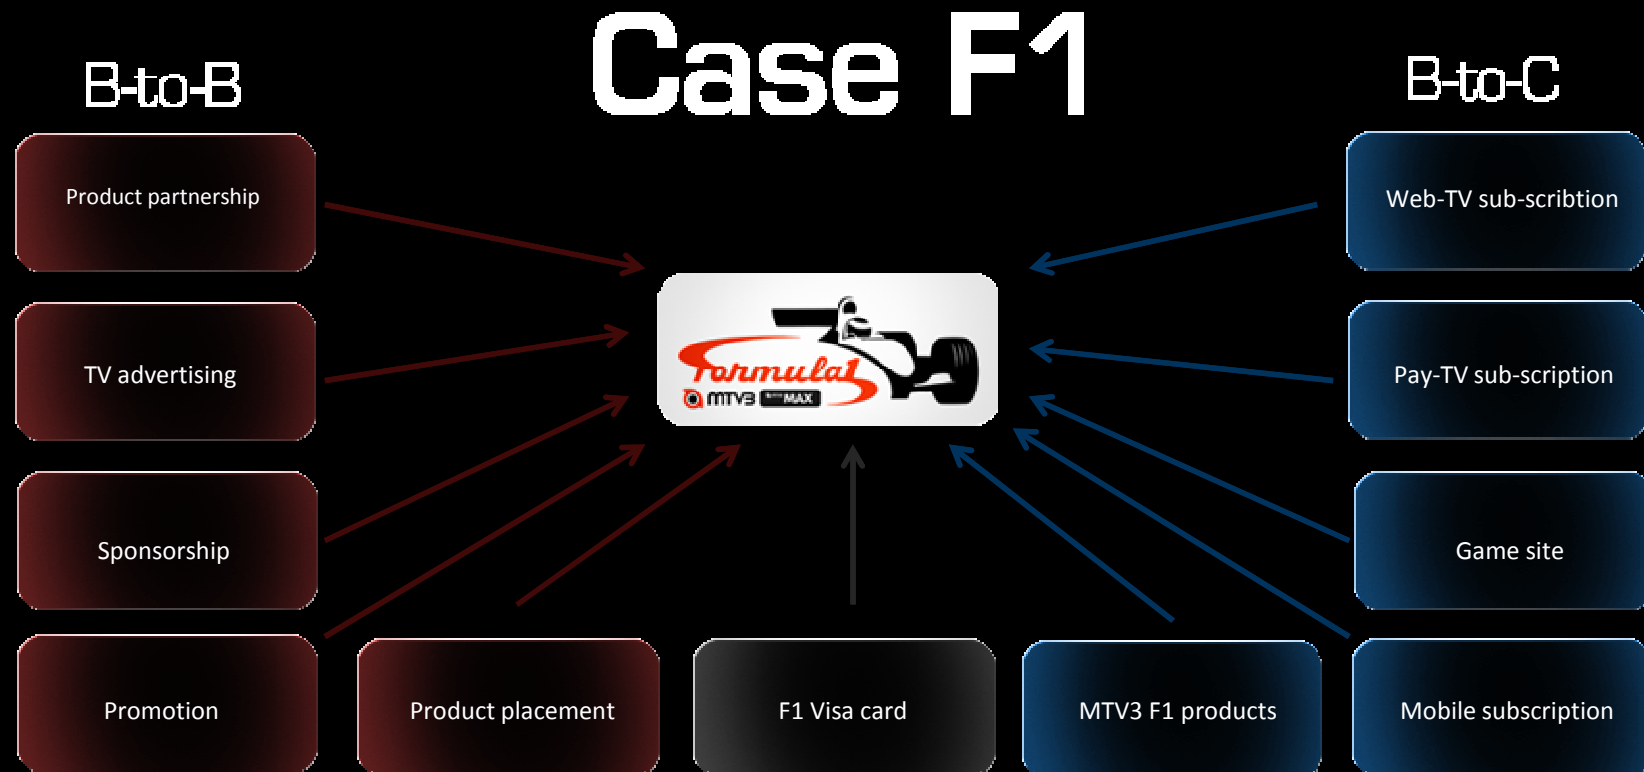 Case F1
B-to-B
B-to-C
Product partnership
Web-TV sub-scribtion
Formula1
MTV3 MAX
TV advertising
Pay-TV sub-scription
Sponsorship
Game site
Promotion
Product placement
F1 Visa card
MTV3 F1 products
Mobile subscription